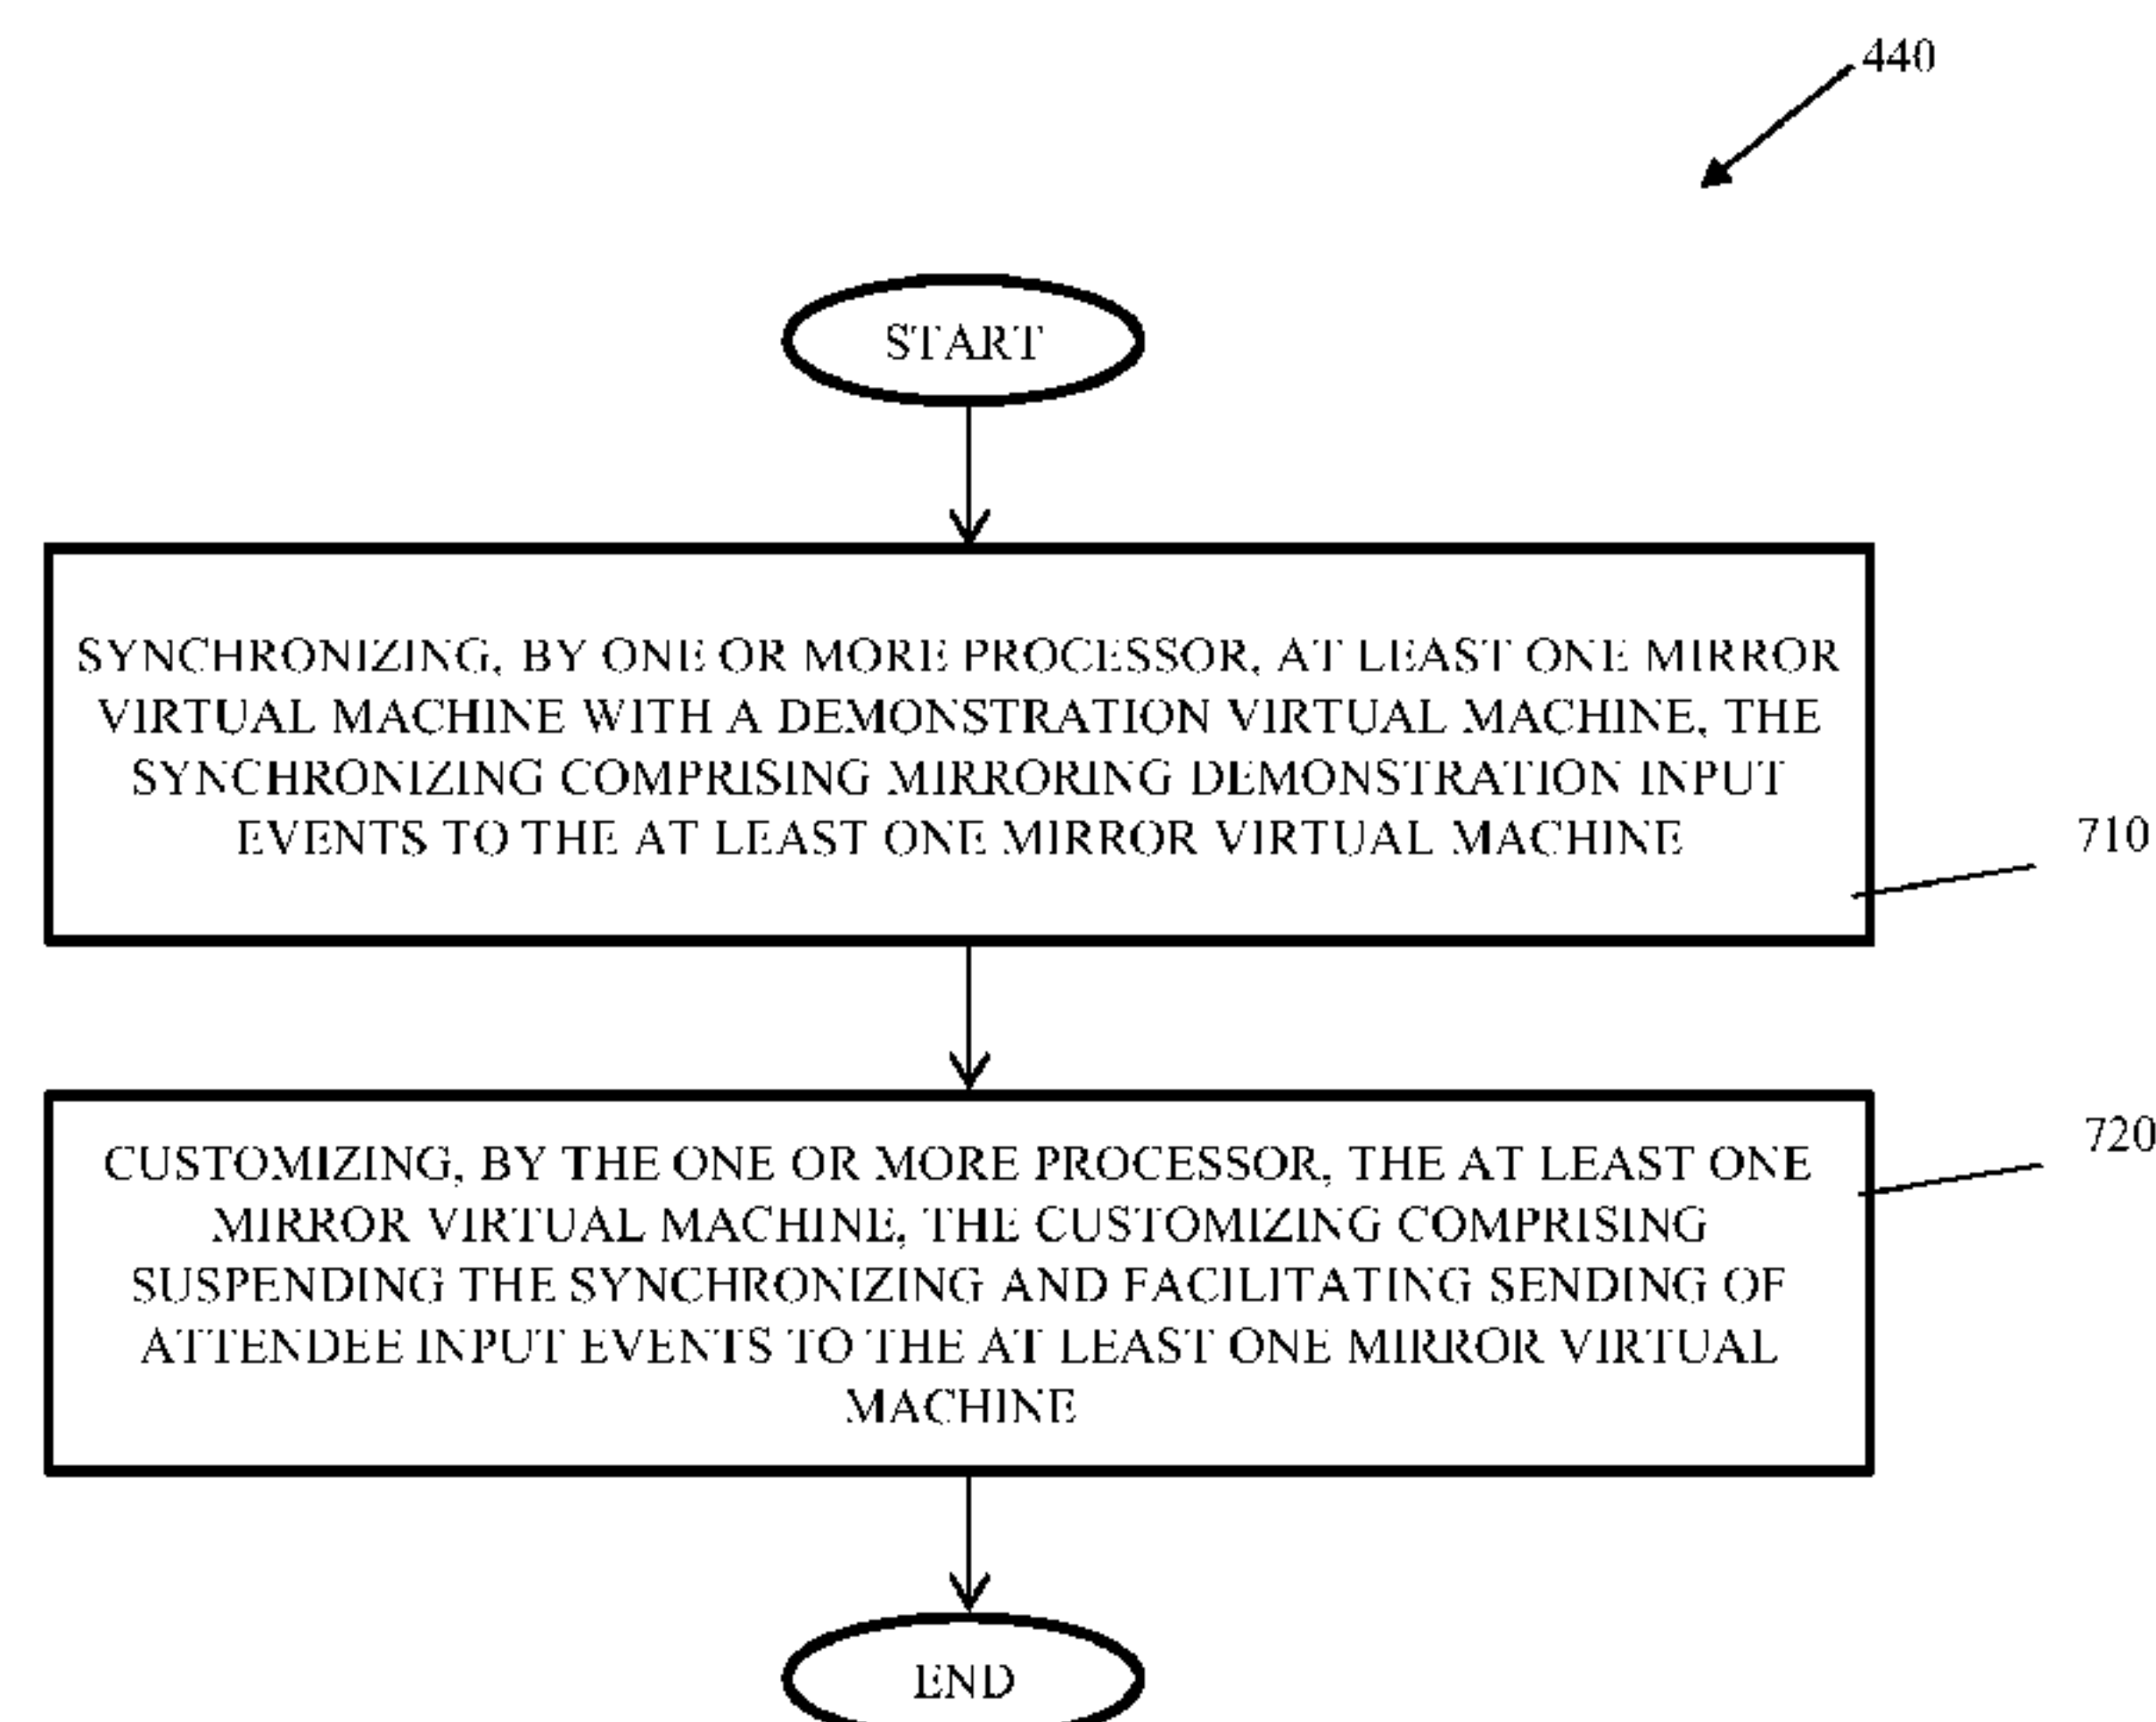 440
START
SYNCHRONIZING, BY ONE OR MORE PROCESSOR, AT LEAST ONE MIRROR
VIRTUAL MACHINE WITH A DEMONSTRATION VIRTUAL MACHINE, THE
SYNCHRONIZING COMPRISING MIRRORING DEMONSTRATION INPUT
EVENTS TO THE AT LEAST ONE MIRROR VIRTUAL MACHINE
710
CUSTOMIZING, BY THE ONE OR MORE PROCESSOR, THE AT LEAST ONE
MIRROR VIRTUAL MACHINE, THE CUSTOMIZING COMPRISING
SUSPENDING THE SYNCHRONIZING AND FACILITATING SENDING OF
ATTENDEE INPUT EVENTS TO THE AT LEAST ONE MIRROR VIRTUAL
MACHINE
720
END